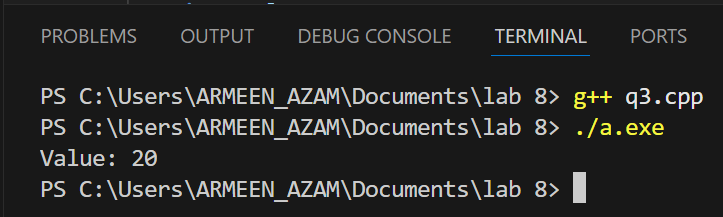 PROBLEMS OUTPUT DEBUG CONSOLE TERMINAL PORTS
PS C:\Users\ARMEEN_AZAM\Documents\lab 8> g++ q3.cpp
PS C:\Users\ARMEEN_AZAM\Documents\lab 8> ./a.exe
Value: 20
PS C:\Users\ARMEEN_AZAM\Documents\lab 8>